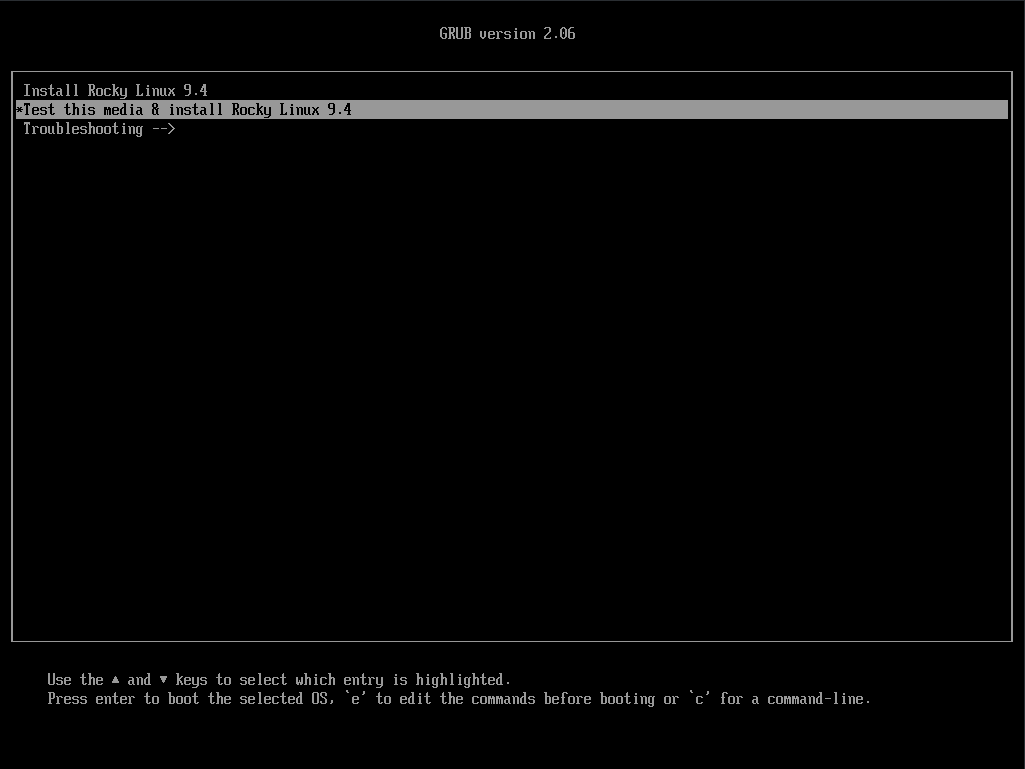 GRUB version 2.06
Install Rocky Linux 9.4
*Test this media & install Rocky Linux 9.4
Troubleshooting -->
Use the ▲ and ▼ keys to select which entry is highlighted.
Press enter to boot the selected OS, `e' to edit the commands before booting or `c' for a command-line.